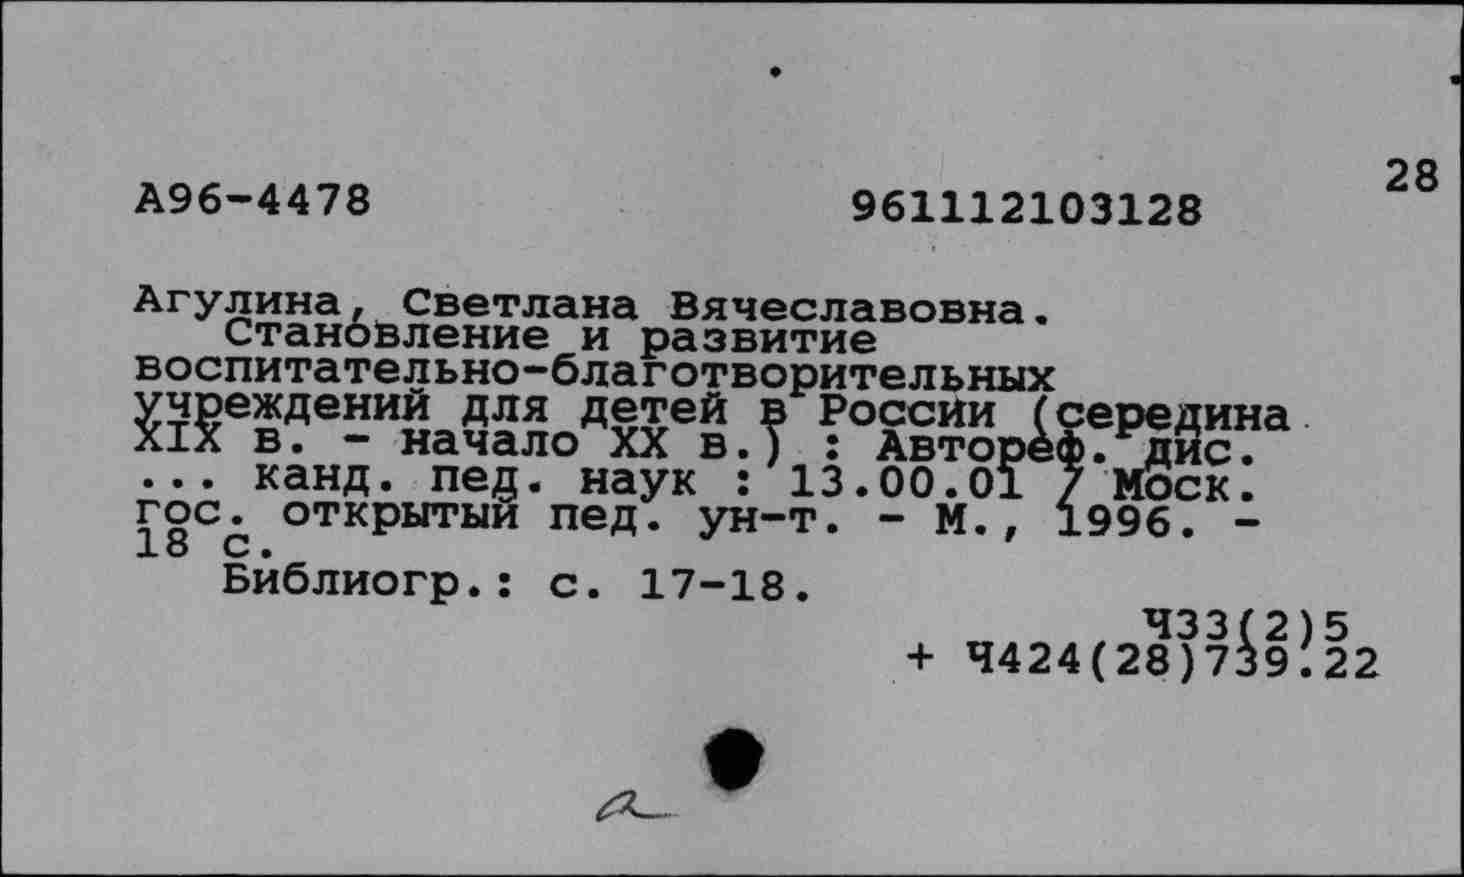 28
А96-4478 961112103128
Агулина, Светлана Вячеславовна.
Становление и развитие
воспитательно-благотворительных
учреждений для детей в России (середина
XIX в. - начало XX в.) : Автореф. дис.
... канд. пед. наук : 13.00.01 / Моск.
гос. открытый пед. ун-т. - М., 1996. -
18 с.
Библиогр.: с. 17-18.
Ч33(2)5
+ Ч424(28)739.22